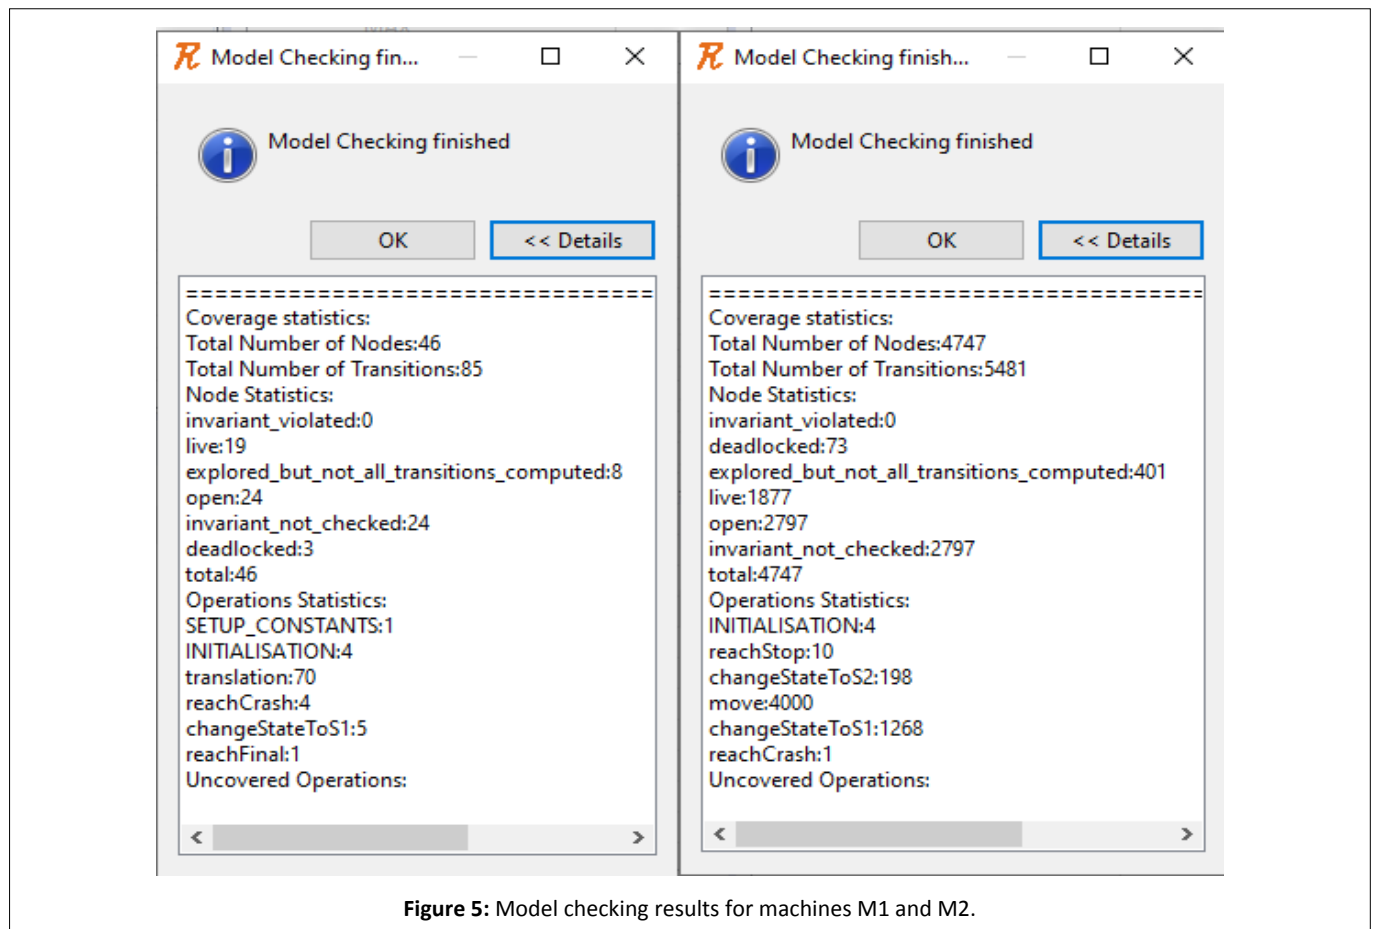 Model Checking fin...
Model Checking finished
OK
<< Details
==================================
Coverage statistics:
Total Number of Nodes:46
Total Number of Transitions:85
Node Statistics:
invariant_violated:0
live:19
explored_but_not_all_transitions_computed:8
open:24
invariant_not_checked:24
deadlocked:3
total:46
Operations Statistics:
SETUP_CONSTANTS:1
INITIALISATION:4
translation:70
reachCrash:4
changeStateToS1:5
reachFinal:1
Uncovered Operations:
Model Checking finish...
Model Checking finished
OK
<< Details
==================================
Coverage statistics:
Total Number of Nodes:4747
Total Number of Transitions:5481
Node Statistics:
invariant_violated:0
deadlocked:73
explored_but_not_all_transitions_computed:401
live:1877
open:2797
invariant_not_checked:2797
total:4747
Operations Statistics:
INITIALISATION:4
reachStop:10
changeStateToS2:198
move:4000
changeStateToS1:1268
reachCrash:1
Uncovered Operations:
Figure 5: Model checking results for machines M1 and M2.